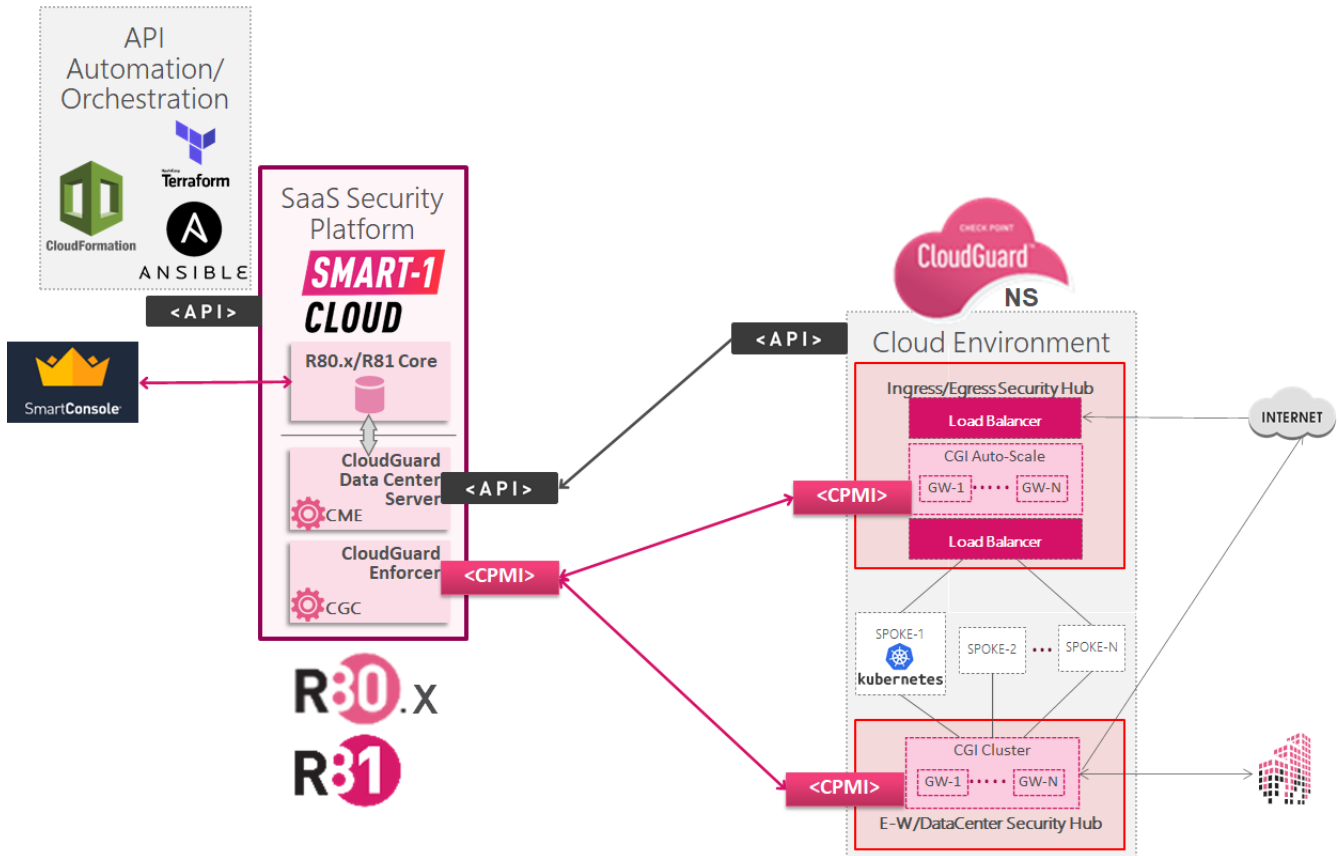 API
Automation/
Orchestration
HashiCorp
Terraform
CloudFormation
ANSIBLE
<API>
SmartConsole
SaaS Security
Platform
SMART-1
CLOUD
R80.x/R81 Core
CloudGuard
Data Center
Server
CME
<API>
CloudGuard
Enforcer
CGC
<CPMI>
R80.x
R81
CHECK POINT
CloudGuard™
NS
<API>
Cloud Environment
Ingress/Egress Security Hub
Load Balancer
CGI Auto-Scale
GW-1
GW-N
<CPMI>
Load Balancer
INTERNET
SPOKE-1
kubernetes
SPOKE-2
SPOKE-N
CGI Cluster
GW-1
GW-N
<CPMI>
E-W/DataCenter Security Hub